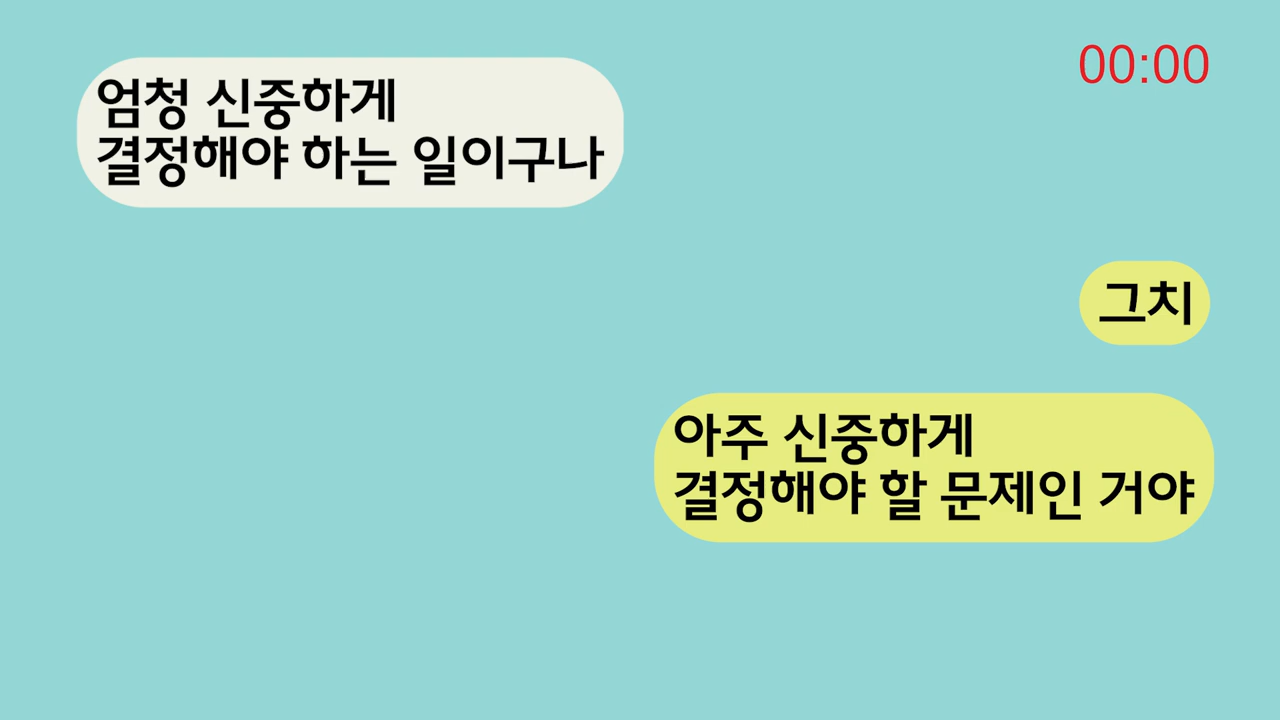 00:00
엄청 신중하게
결정해야 하는 일이구나
그치
아주 신중하게
결정해야 할 문제인 거야